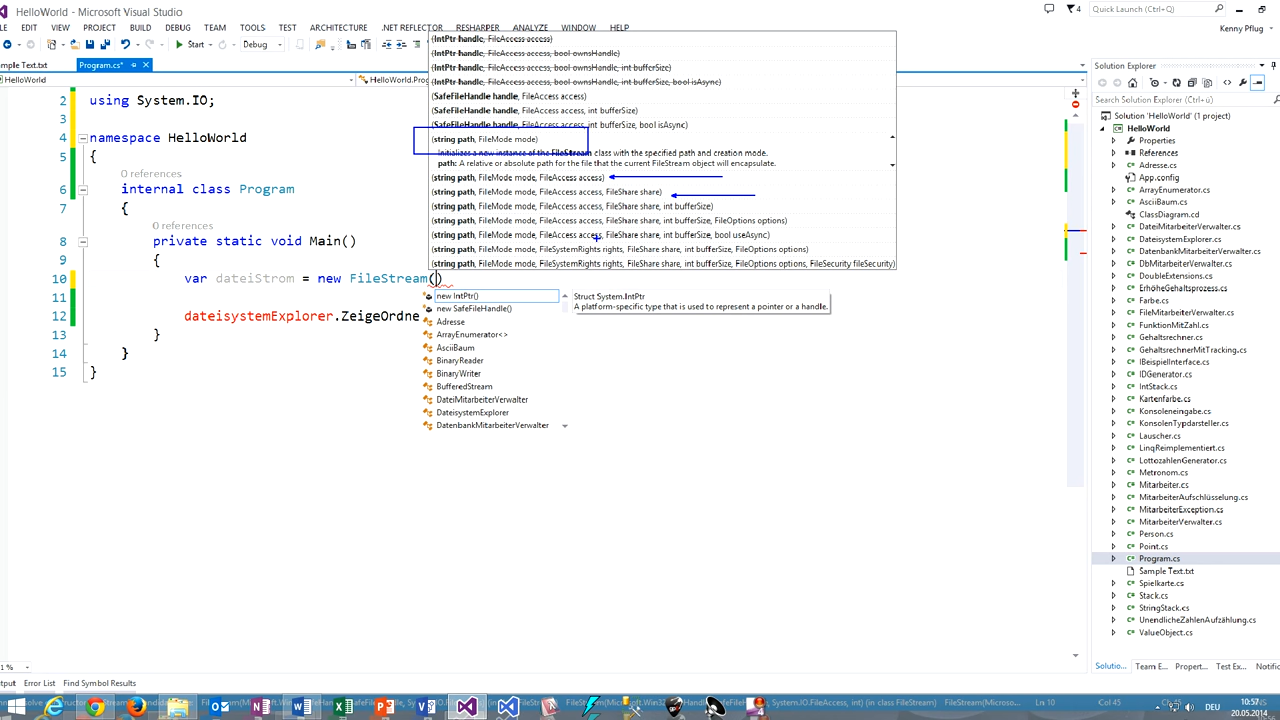 HelloWorld - Microsoft Visual Studio
Quick Launch (Ctrl+Q)
EDIT VIEW PROJECT BUILD DEBUG TEAM TOOLS TEST ARCHITECTURE .NET REFLECTOR RESHARPER ANALYZE WINDOW HELP
Kenny Pflug
Start Debug
mple Text.txt Program.cs*
HelloWorld
HelloWorld.Prog
(IntPtr handle, FileAccess access)
(IntPtr handle, FileAccess access, bool ownsHandle)
(IntPtr handle, FileAccess access, bool ownsHandle, int bufferSize)
(IntPtr handle, FileAccess access, bool ownsHandle, int bufferSize, bool isAsync)
(SafeFileHandle handle, FileAccess access)
(SafeFileHandle handle, FileAccess access, int bufferSize)
(SafeFileHandle handle, FileAccess access, int bufferSize, bool isAsync)
(string path, FileMode mode)
Initializes a new instance of the FileStream class with the specified path and creation mode.
path: A relative or absolute path for the file that the current FileStream object will encapsulate.
(string path, FileMode mode, FileAccess access)
(string path, FileMode mode, FileAccess access, FileShare share)
(string path, FileMode mode, FileAccess access, FileShare share, int bufferSize)
(string path, FileMode mode, FileAccess access, FileShare share, int bufferSize, FileOptions options)
(string path, FileMode mode, FileAccess access, FileShare share, int bufferSize, bool useAsync)
(string path, FileMode mode, FileSystemRights rights, FileShare share, int bufferSize, FileOptions options)
(string path, FileMode mode, FileSystemRights rights, FileShare share, int bufferSize, FileOptions options, FileSecurity fileSecurity)
2 using System.IO;
3
4 namespace HelloWorld
5 {
0 references
6 internal class Program
7 {
0 references
8 private static void Main()
9 {
10 var dateiStrom = new FileStream()
11
12 dateisystemExplorer.ZeigeOrdne
13 }
14 }
15 }
new IntPtr()
new SafeFileHandle()
Adresse
ArrayEnumerator<>
AsciiBaum
BinaryReader
BinaryWriter
BufferedStream
DateiMitarbeiterVerwalter
DateisystemExplorer
DatenbankMitarbeiterVerwalter
Struct System.IntPtr
A platform-specific type that is used to represent a pointer or a handle.
Solution Explorer
Search Solution Explorer (Ctrl+ü)
Solution 'HelloWorld' (1 project)
HelloWorld
Properties
References
Adresse.cs
App.config
ArrayEnumerator.cs
AsciiBaum.cs
ClassDiagram.cd
DateiMitarbeiterVerwalter.cs
DateisystemExplorer.cs
DbMitarbeiterVerwalter.cs
DoubleExtensions.cs
ErhöheGehaltsprozess.cs
Farbe.cs
FileMitarbeiterVerwalter.cs
FunktionMitZahl.cs
Gehaltsrechner.cs
GehaltsrechnerMitTracking.cs
IBeispielInterface.cs
IDGenerator.cs
IntStack.cs
Kartenfarbe.cs
Konsoleneingabe.cs
KonsolenTypdarsteller.cs
Lauscher.cs
LinqReimplementiert.cs
LottozahlenGenerator.cs
Metronom.cs
Mitarbeiter.cs
MitarbeiterAufschlüsselung.cs
MitarbeiterException.cs
MitarbeiterVerwalter.cs
Person.cs
Point.cs
Program.cs
Sample Text.txt
Spielkarte.cs
Stack.cs
StringStack.cs
UnendlicheZahlenAufzählung.cs
ValueObject.cs
1 %
Solutio... Team E... Propert... Test Ex... Notific
tput Error List Find Symbol Results
Ln 10 Col 45
DEU
10:57
20.05.2014